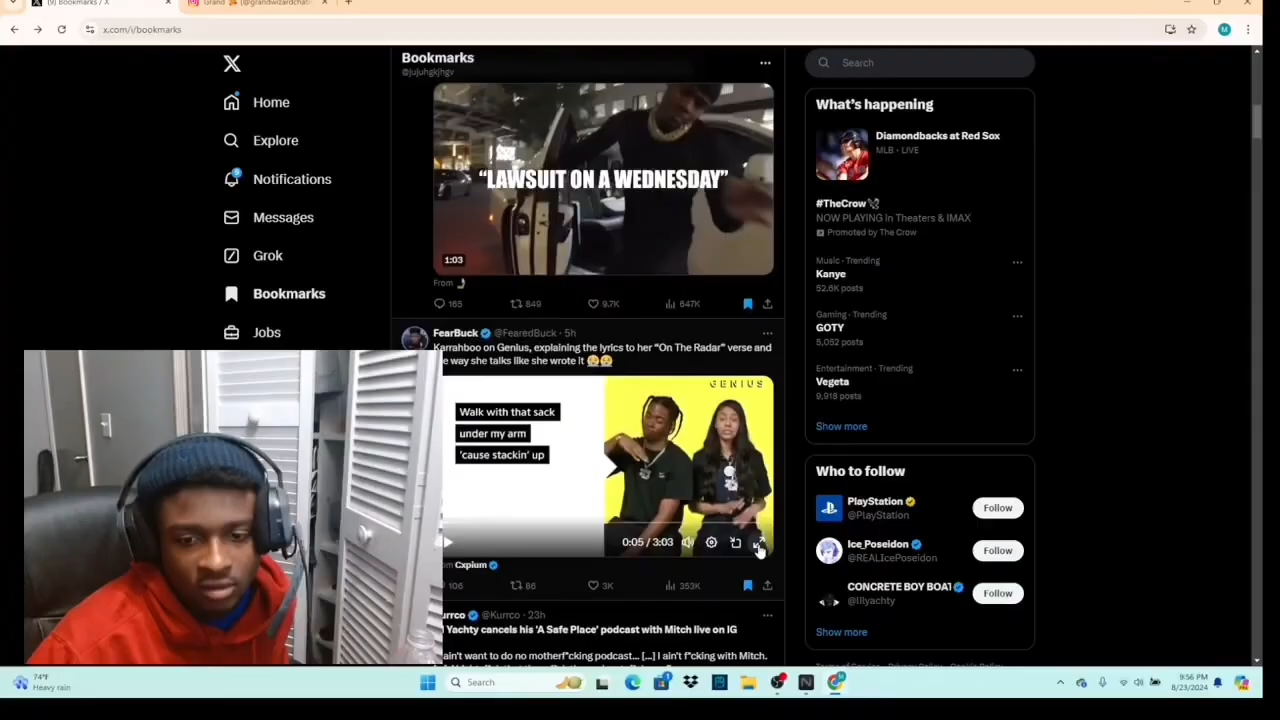 (9) Bookmarks / X
Grand
x.com/i/bookmarks
Bookmarks
@jujuhgkjhgv
Home
Explore
Notifications
Messages
Grok
Bookmarks
Jobs
"LAWSUIT ON A WEDNESDAY"
1:03
From
165
849
9.7K
647K
FearBuck @FearedBuck · 5h
Karrahboo on Genius, explaining the lyrics to her "On The Radar" verse and
way she talks like she wrote it
GENIUS
Walk with that sack
under my arm
'cause stackin' up
0:05 / 3:03
Cxpium
106
86
3K
353K
@Kurrco · 23h
Yachty cancels his 'A Safe Place' podcast with Mitch live on IG
ain't want to do no motherf*cking podcast... [...] I ain't f*cking with Mitch.
Search
What's happening
Diamondbacks at Red Sox
MLB · LIVE
#TheCrow
NOW PLAYING In Theaters & IMAX
Promoted by The Crow
Music · Trending
Kanye
52.6K posts
Gaming · Trending
GOTY
5,052 posts
Entertainment · Trending
Vegeta
9,918 posts
Show more
Who to follow
PlayStation
@PlayStation
Follow
Ice_Poseidon
@REALIcePoseidon
Follow
CONCRETE BOY BOAT
@lilyachty
Follow
Show more
74°F
Heavy rain
Search
9:56 PM
8/23/2024